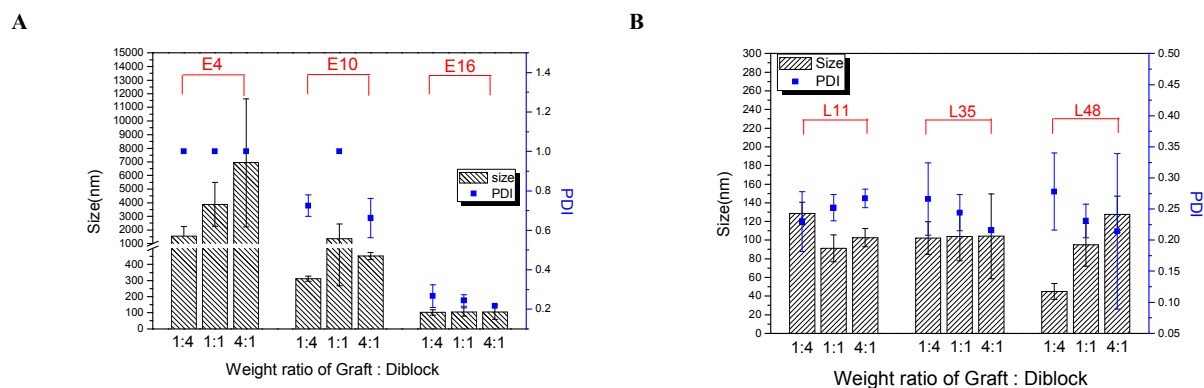 A
15000
14000
13000
12000
11000
10000
9000
8000
7000
6000
5000
4000
3000
2000
1000
400
300
200
100
0
Size(nm)
E4
E10
E16
size
PDI
1.4
1.2
1.0
0.8
0.6
0.4
0.2
PDI
1:4 1:1 4:1 1:4 1:1 4:1 1:4 1:1 4:1
Weight ratio of Graft : Diblock
B
300
280
260
240
220
200
180
160
140
120
100
80
60
40
20
0
Size(nm)
Size
PDI
L11
L35
L48
0.50
0.45
0.40
0.35
0.30
0.25
0.20
0.15
0.10
0.05
PDI
1:4 1:1 4:1 1:4 1:1 4:1 1:4 1:1 4:1
Weight ratio of Graft : Diblock